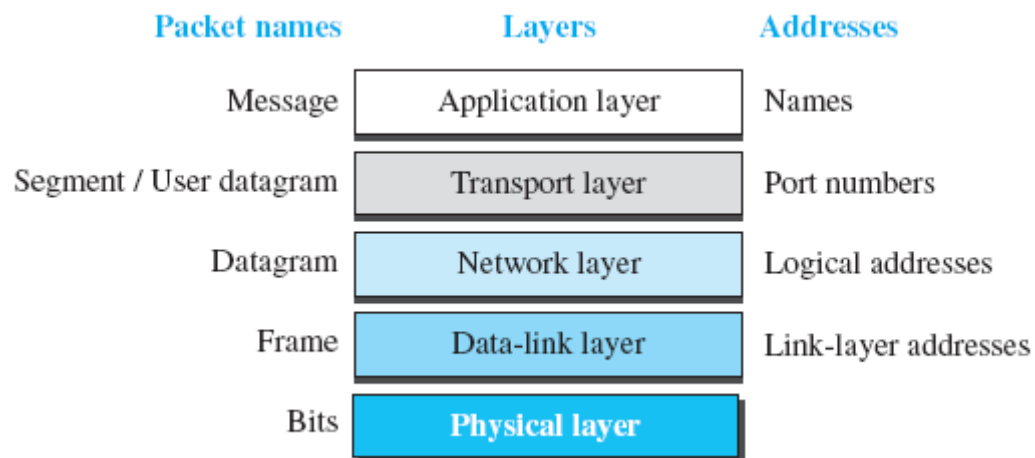 Packet names Layers Addresses
Message Application layer Names
Segment / User datagram Transport layer Port numbers
Datagram Network layer Logical addresses
Frame Data-link layer Link-layer addresses
Bits Physical layer